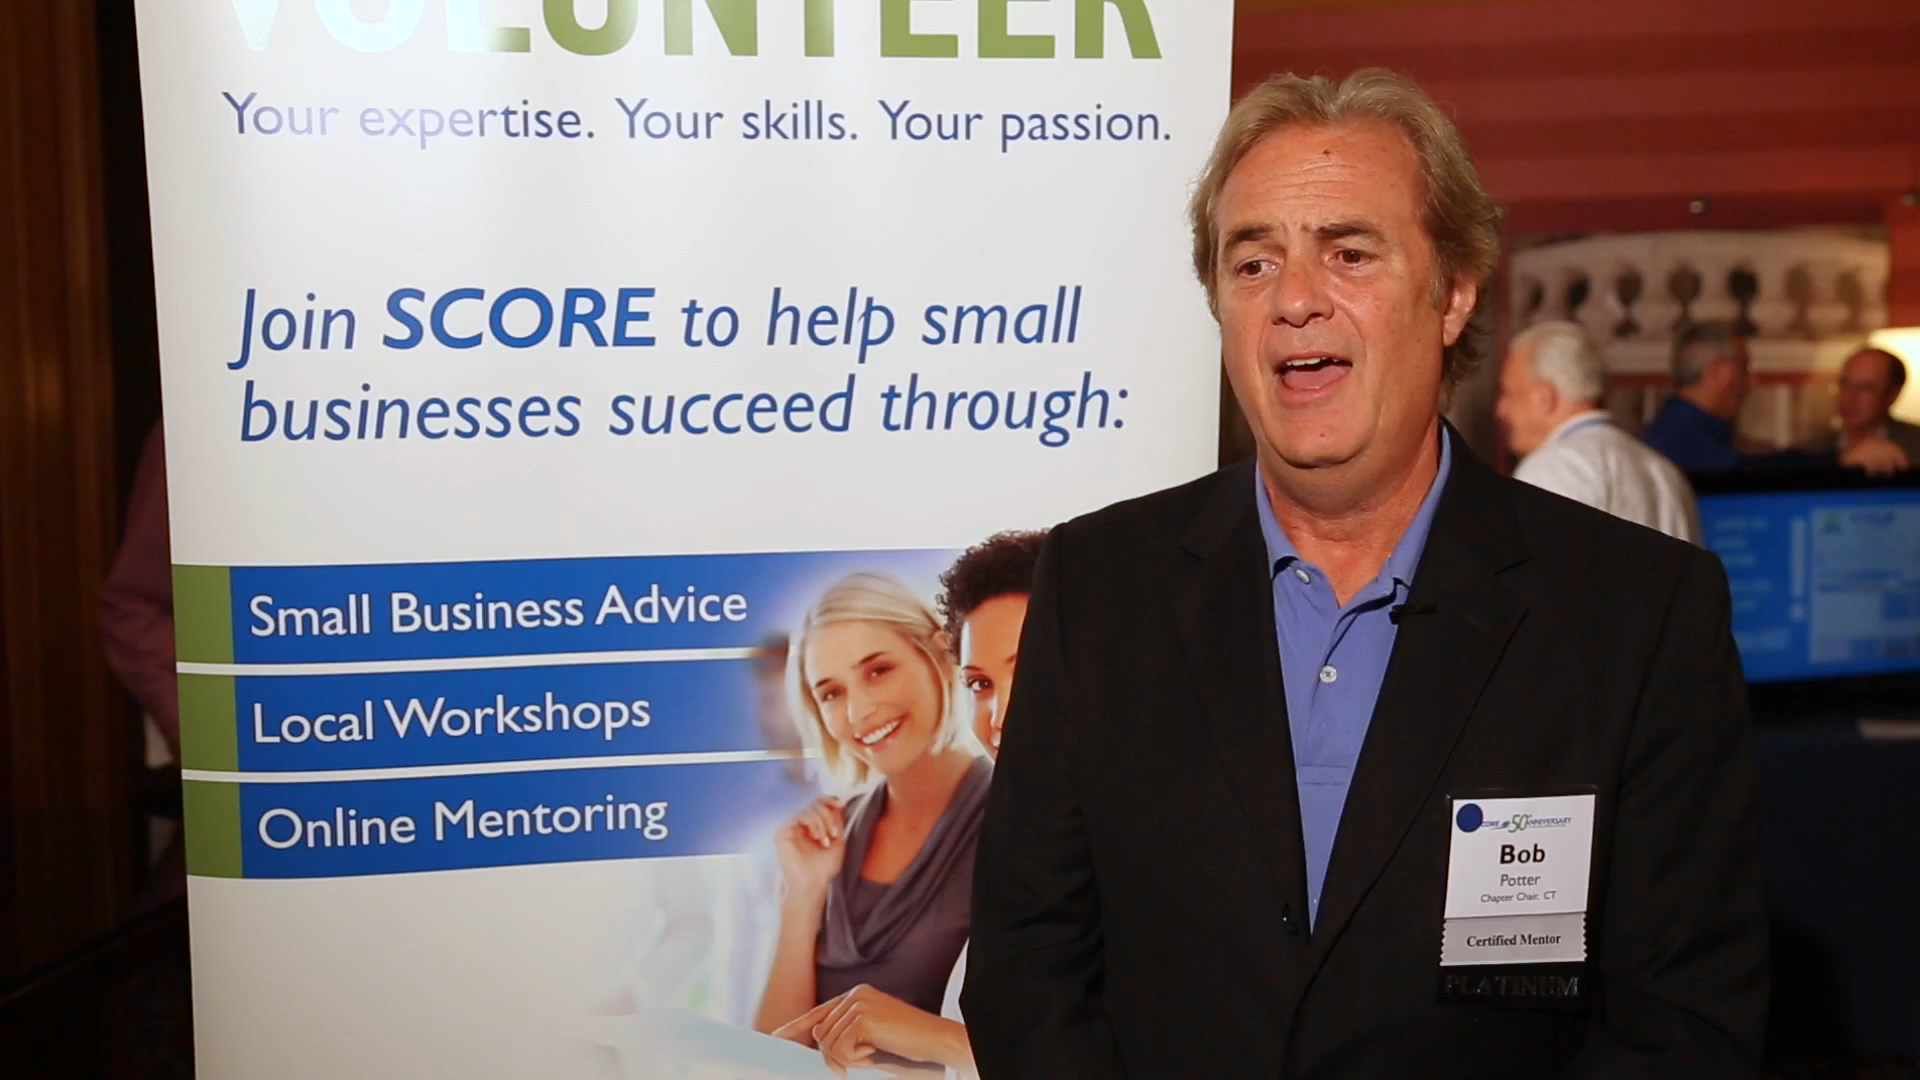 VOLUNTEER
Your expertise. Your skills. Your passion.
Join SCORE to help small
businesses succeed through:
Small Business Advice
Local Workshops
Online Mentoring
50 ANNIVERSARY
Bob
Potter
Chapter Chair, CT
Certified Mentor
PLATINUM